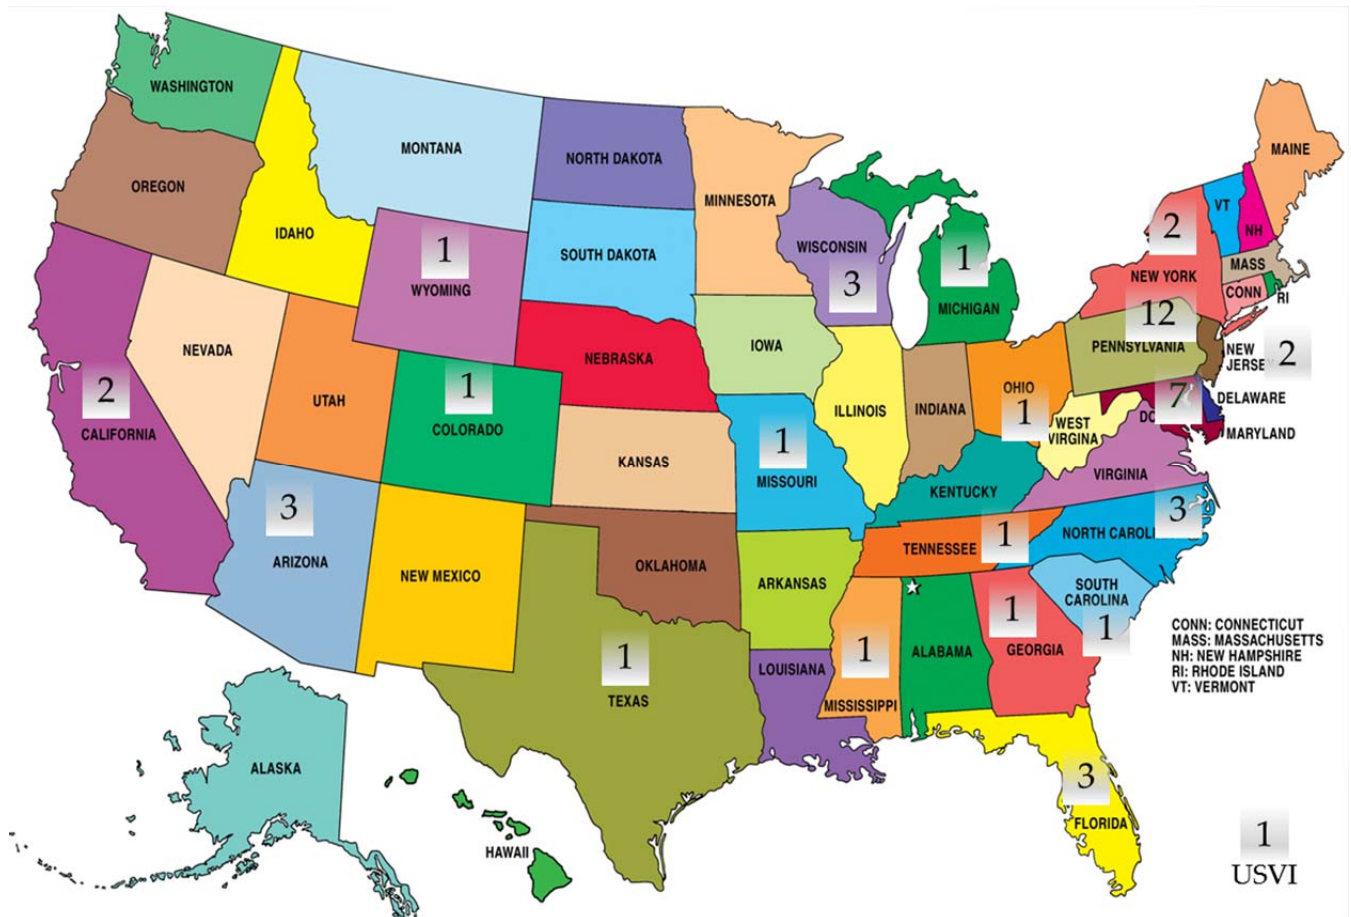 WASHINGTON
OREGON
IDAHO
MONTANA
NORTH DAKOTA
MINNESOTA
WISCONSIN
3
1
MICHIGAN
MAINE
VT
NH
2
NEW YORK
MASS
CONN
RI
1
WYOMING
SOUTH DAKOTA
NEVADA
UTAH
NEBRASKA
IOWA
ILLINOIS
INDIANA
OHIO
1
12
PENNSYLVANIA
NEW
JERSE
2
7
DELAWARE
MARYLAND
WEST
VIRGINA
VIRGINIA
2
CALIFORNIA
1
COLORADO
KANSAS
1
MISSOURI
KENTUCKY
3
ARIZONA
NEW MEXICO
OKLAHOMA
ARKANSAS
TENNESSEE
1
NORTH CAROLI
3
SOUTH
CAROLINA
1
1
GEORGIA
ALABAMA
1
MISSISSIPPI
LOUISIANA
1
TEXAS
CONN: CONNECTICUT
MASS: MASSACHUSETTS
NH: NEW HAMPSHIRE
RI: RHODE ISLAND
VT: VERMONT
ALASKA
HAWAII
3
FLORIDA
1
USVI